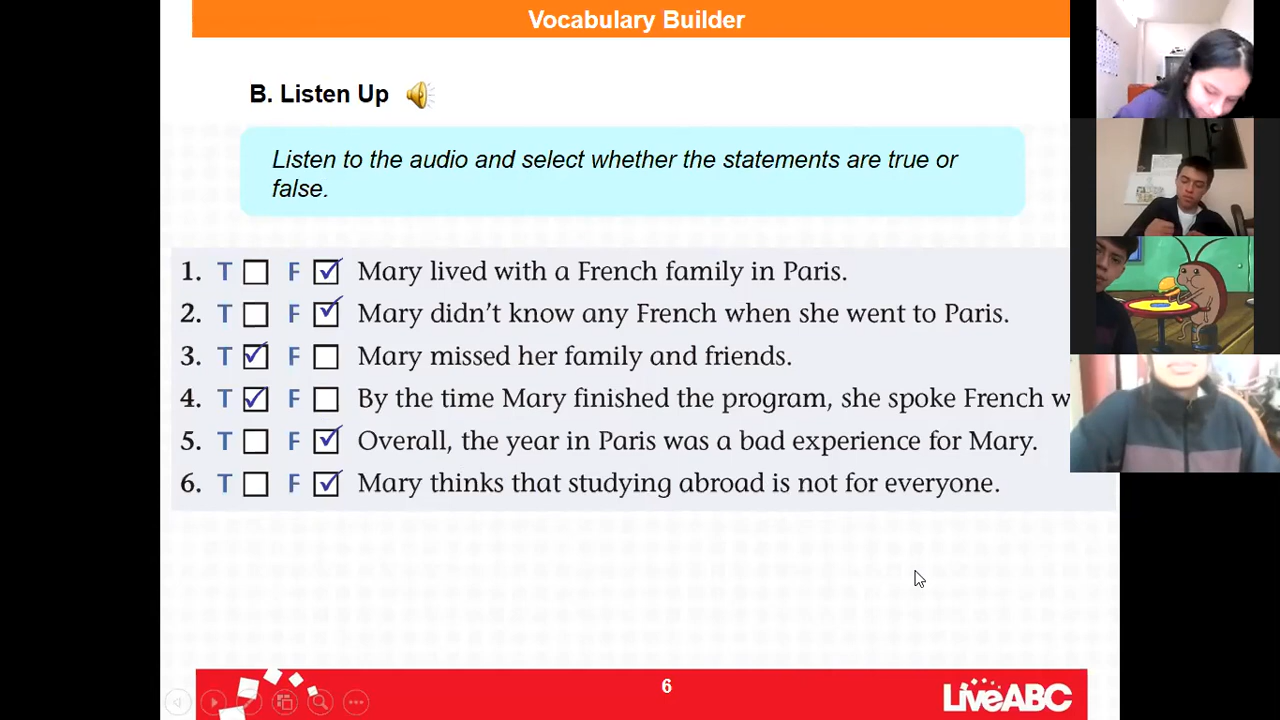 Vocabulary Builder
B. Listen Up
Listen to the audio and select whether the statements are true or
false.
1. T F Mary lived with a French family in Paris.
2. T F Mary didn't know any French when she went to Paris.
3. T F Mary missed her family and friends.
4. T F By the time Mary finished the program, she spoke French
5. T F Overall, the year in Paris was a bad experience for Mary.
6. T F Mary thinks that studying abroad is not for everyone.
6
LiveABC